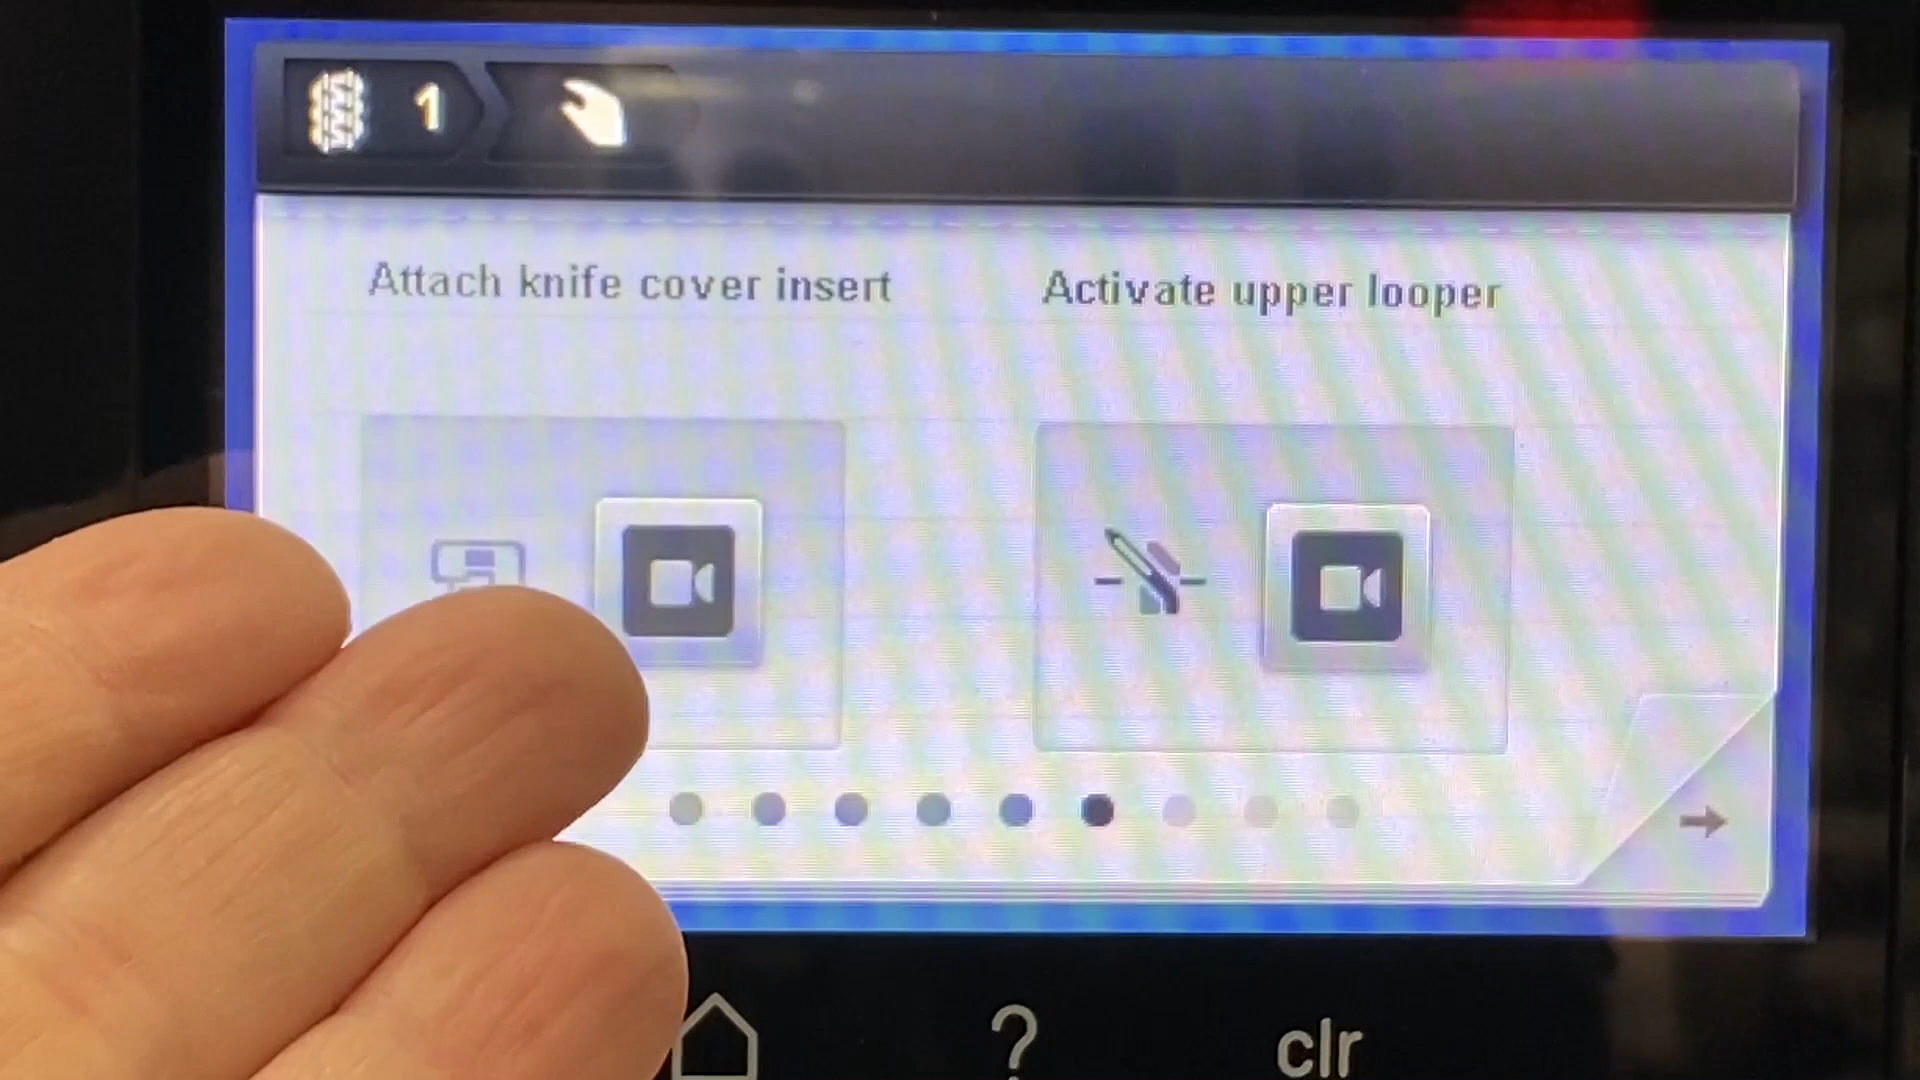 1
Attach knife cover insert
Activate upper looper
? clr